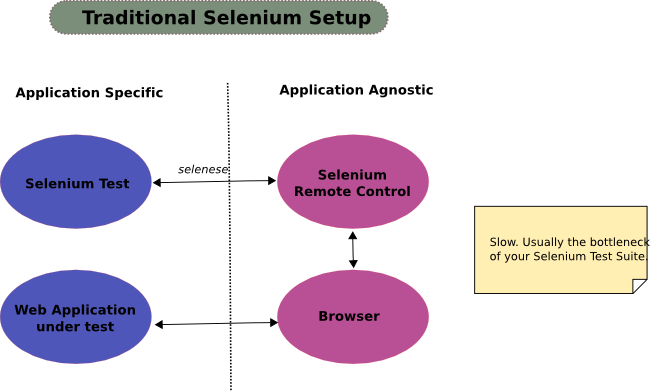 Traditional Selenium Setup
Application Specific
Application Agnostic
selenese
Selenium Test
Selenium
Remote Control
Slow. Usually the bottleneck
of your Selenium Test Suite.
Web Application
under test
Browser